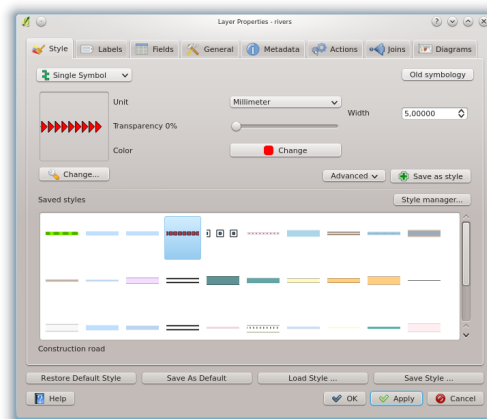 Layer Properties - rivers
Style Labels Fields General Metadata Actions Joins Diagrams
Single Symbol Old symbology
Unit Millimeter
Width 5,00000
Transparency 0%
Color Change
Change... Advanced Save as style
Saved styles Style manager...
Construction road
Restore Default Style Save As Default Load Style ... Save Style ...
Help OK Apply Cancel